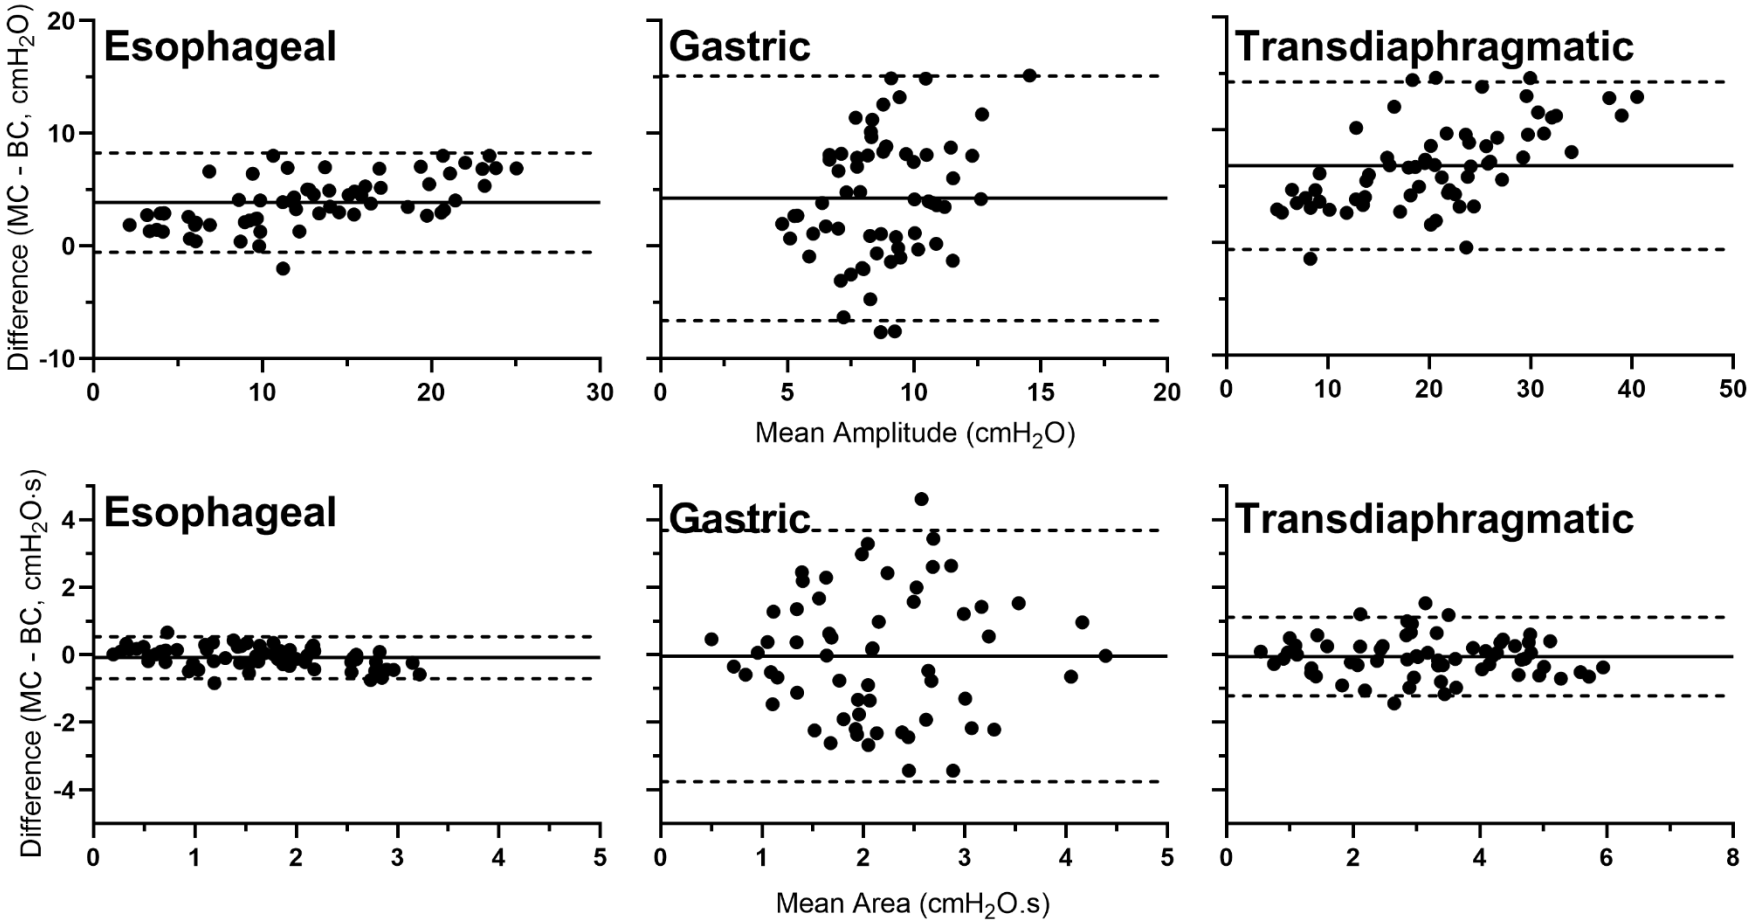 Difference (MC - BC, cmH₂O)
20
10
0
-10
Esophageal
0 10 20 30
Gastric
0 5 10 15 20
Transdiaphragmatic
0 10 20 30 40 50
Mean Amplitude (cmH₂O)
Difference (MC - BC, cmH₂O·s)
4
2
0
-2
-4
Esophageal
0 1 2 3 4 5
Gastric
0 1 2 3 4 5
Transdiaphragmatic
0 2 4 6 8
Mean Area (cmH₂O.s)